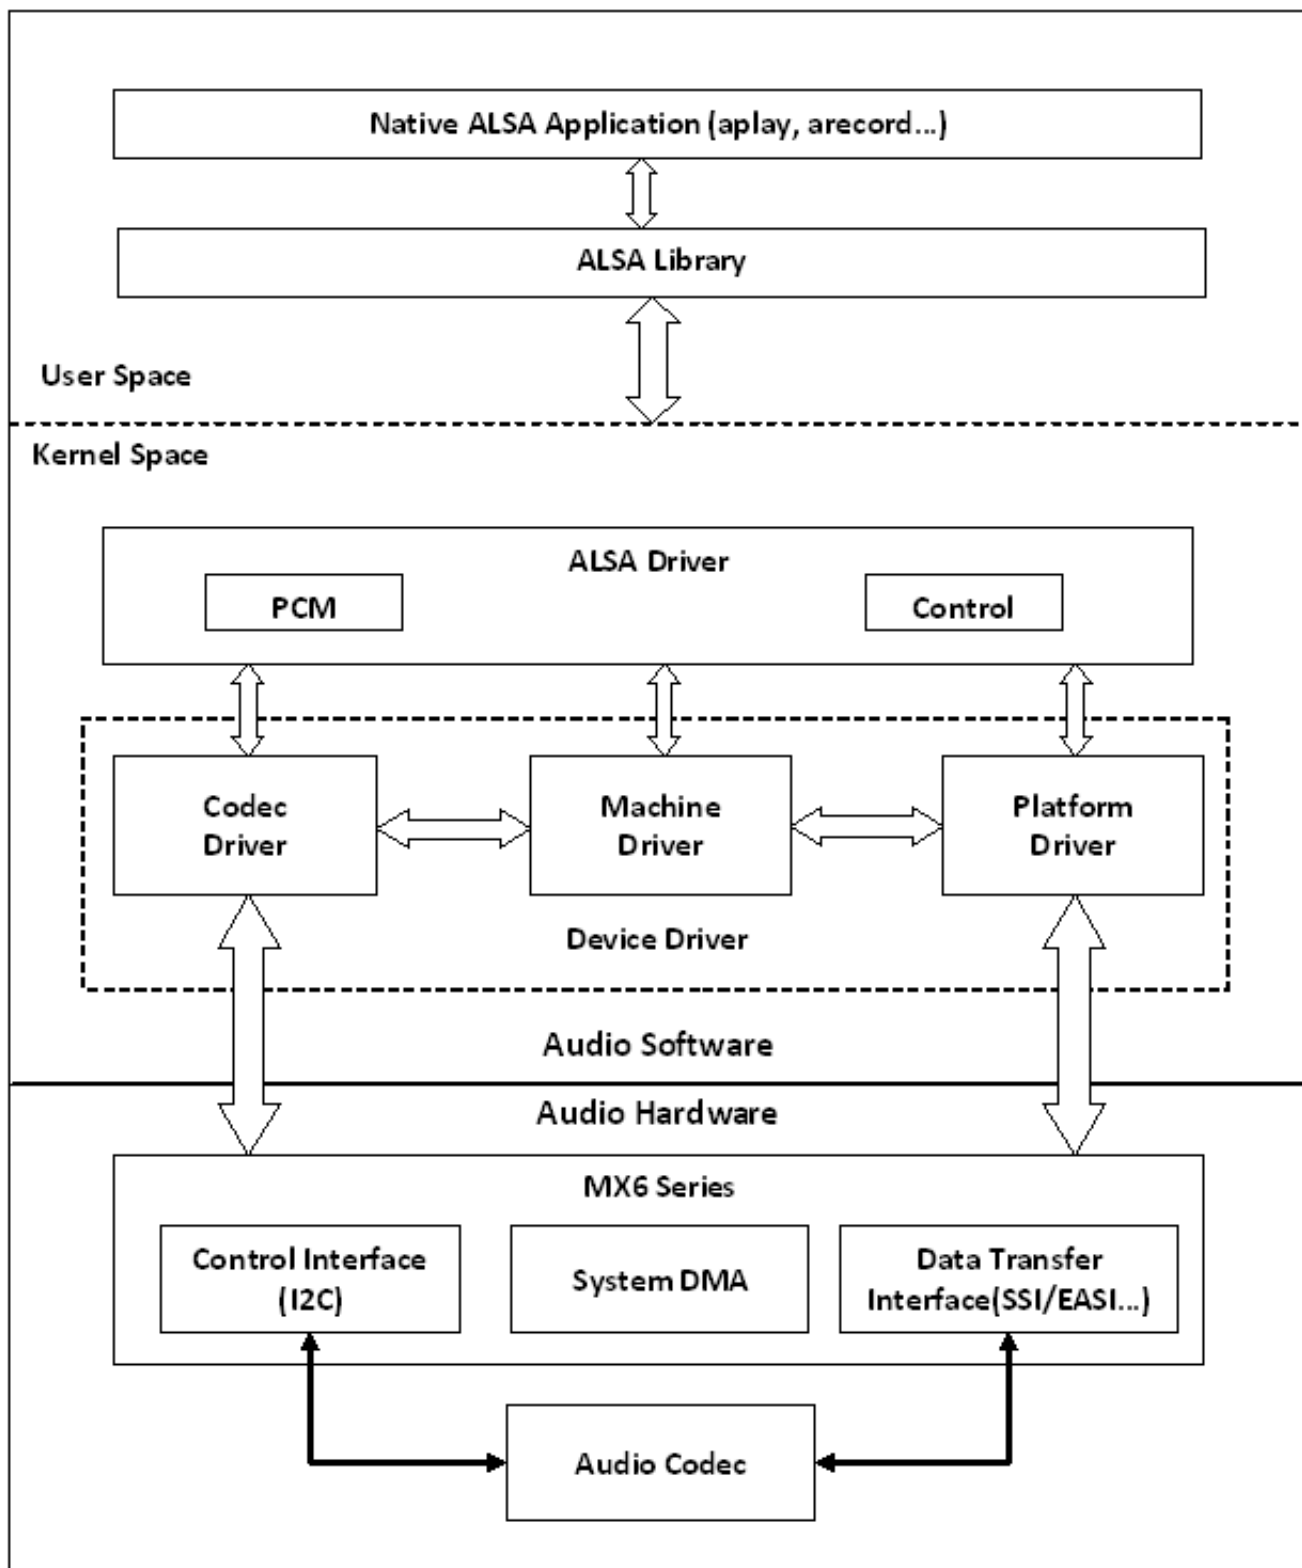 Native ALSA Application (aplay, arecord...)
ALSA Library
User Space
Kernel Space
ALSA Driver
PCM
Control
Codec
Driver
Machine
Driver
Platform
Driver
Device Driver
Audio Software
Audio Hardware
MX6 Series
Control Interface
(I2C)
System DMA
Data Transfer
Interface(SSI/EASI...)
Audio Codec